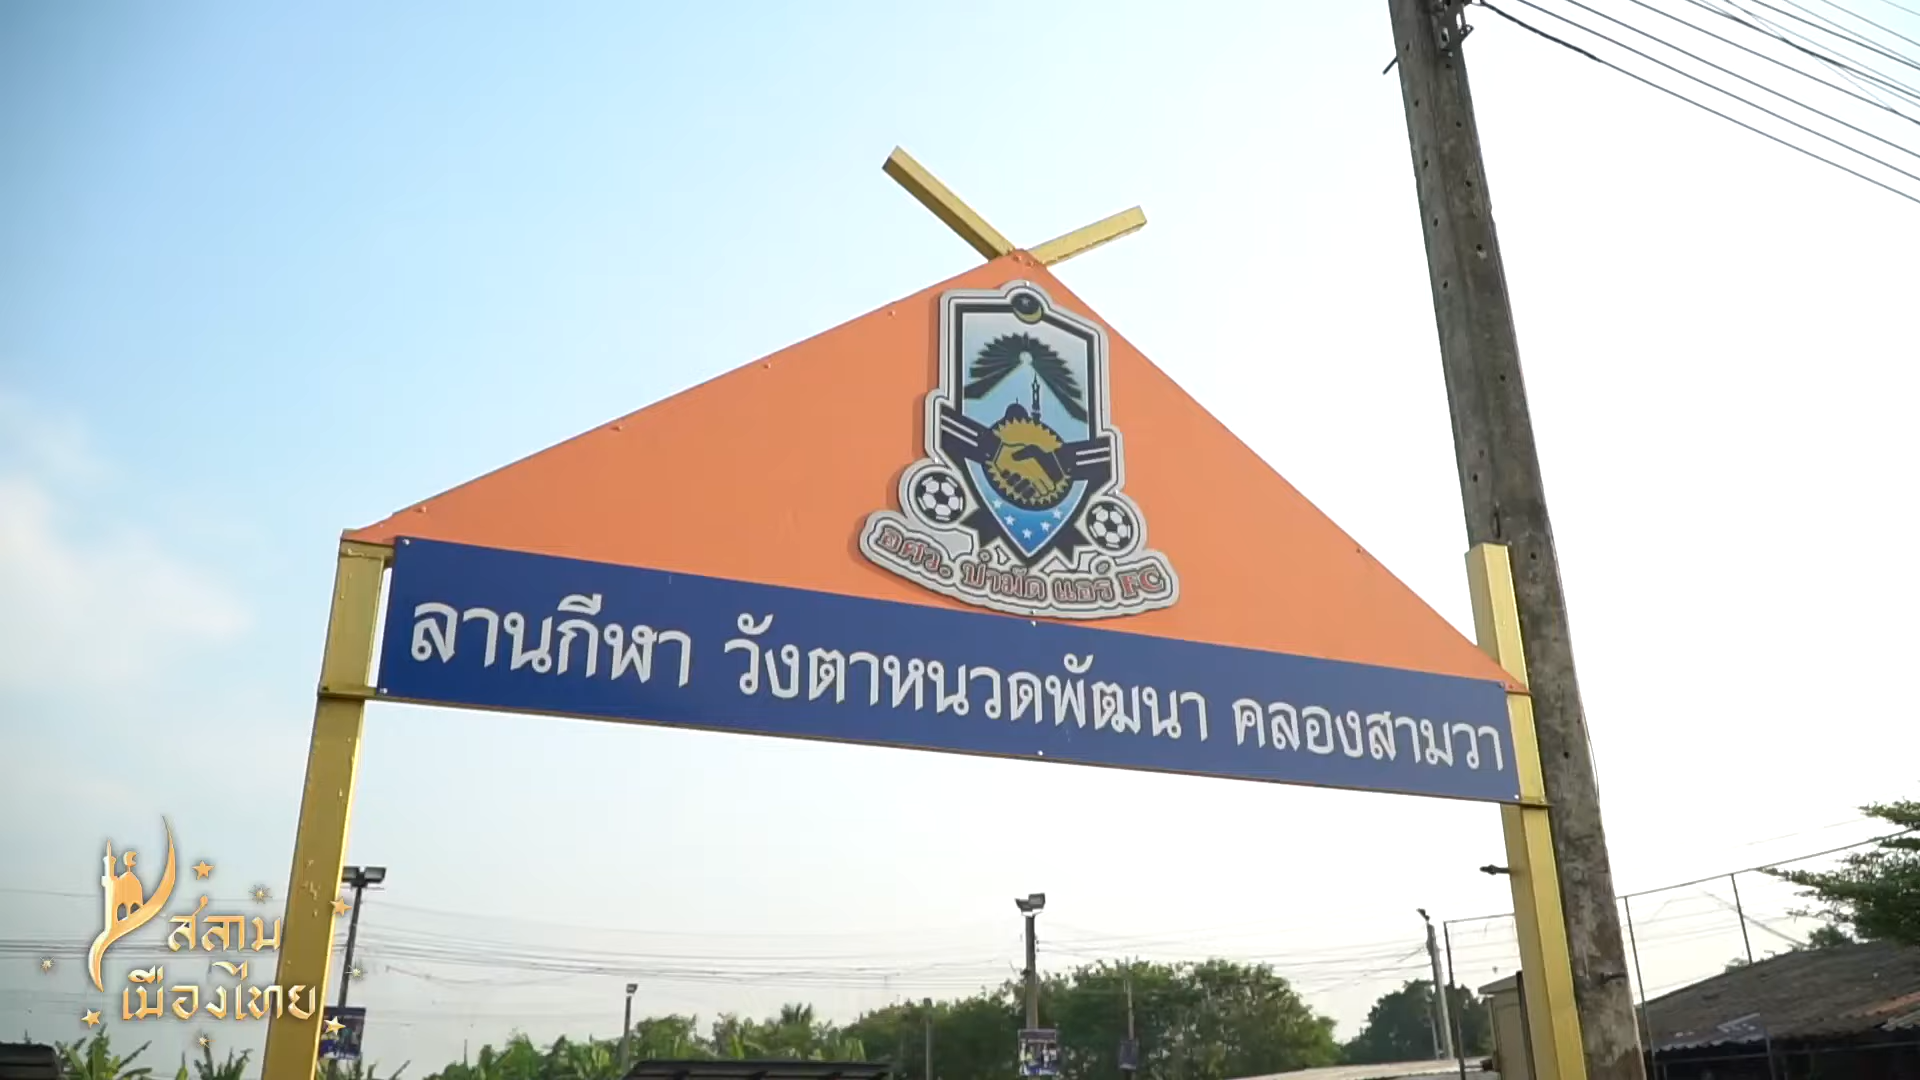 อศว. บำมัด แอร์ FC
ลานกีฬา วังตาหนวดพัฒนา คลองสามวา
อิสลาม
เมืองไทย